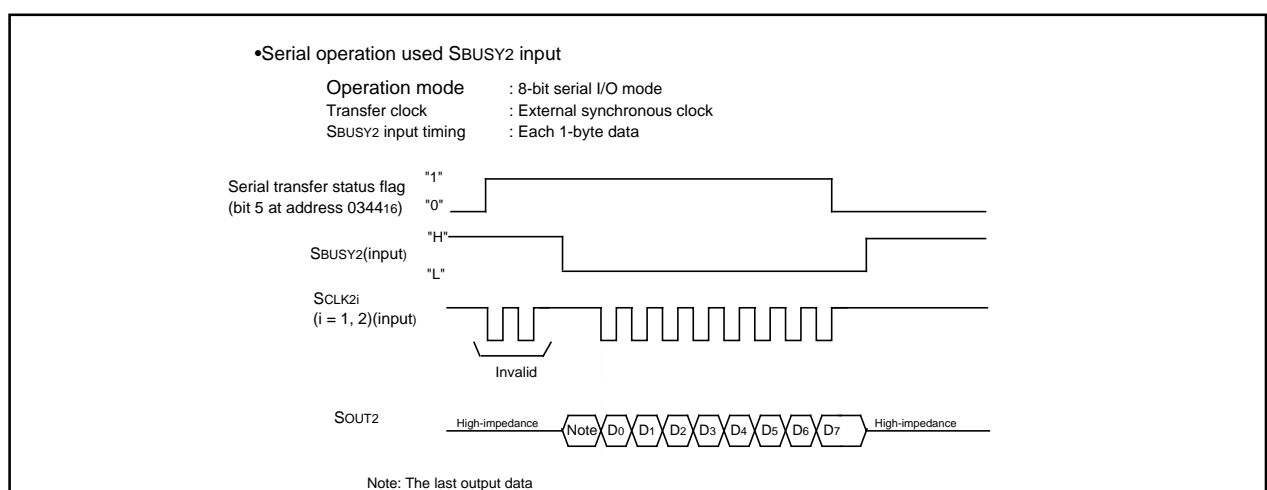 •Serial operation used SBUSY2 input
Operation mode : 8-bit serial I/O mode
Transfer clock : External synchronous clock
SBUSY2 input timing : Each 1-byte data
Serial transfer status flag
(bit 5 at address 034416)
"1"
"0"
SBUSY2(input)
"H"
"L"
SCLK2i
(i = 1, 2)(input)
Invalid
SOUT2
High-impedance Note D0 D1 D2 D3 D4 D5 D6 D7 High-impedance
Note: The last output data